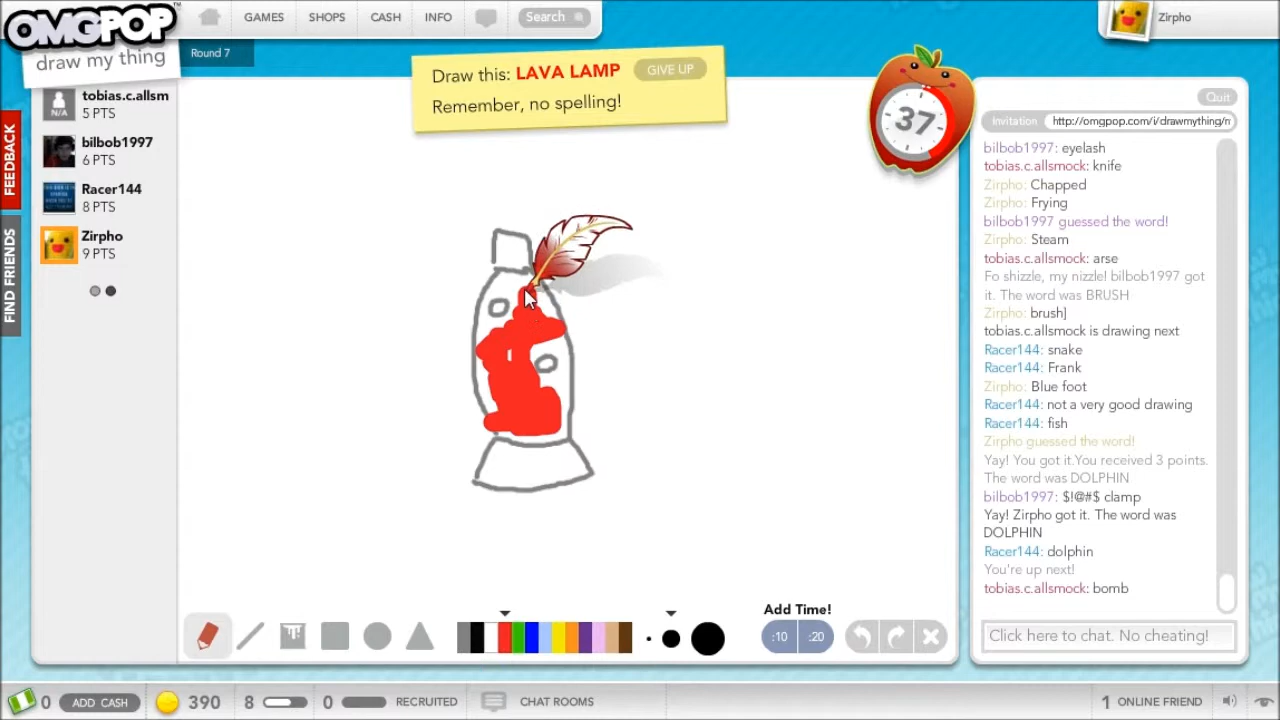 OMGPOP™
draw my thing
GAMES
SHOPS
CASH
INFO
Search
Zirpho
Round 7
Draw this: LAVA LAMP
GIVE UP
Remember, no spelling!
37
FEEDBACK
FIND FRIENDS
N/A
tobias.c.allsm
5 PTS
bilbob1997
6 PTS
Racer144
8 PTS
Zirpho
9 PTS
Quit
Invitation
http://omgpop.com/i/drawmything/n
bilbob1997: eyelash
tobias.c.allsmock: knife
Zirpho: Chapped
Zirpho: Frying
bilbob1997 guessed the word!
Zirpho: Steam
tobias.c.allsmock: arse
Fo shizzle, my nizzle! bilbob1997 got
it. The word was BRUSH
Zirpho: brush]
tobias.c.allsmock is drawing next
Racer144: snake
Racer144: Frank
Zirpho: Blue foot
Racer144: not a very good drawing
Racer144: fish
Zirpho guessed the word!
Yay! You got it.You received 3 points.
The word was DOLPHIN
bilbob1997: $!@#$ clamp
Yay! Zirpho got it. The word was
DOLPHIN
Racer144: dolphin
You're up next!
tobias.c.allsmock: bomb
Click here to chat. No cheating!
Add Time!
:10
:20
0
ADD CASH
390
8
0
RECRUITED
CHAT ROOMS
1 ONLINE FRIEND